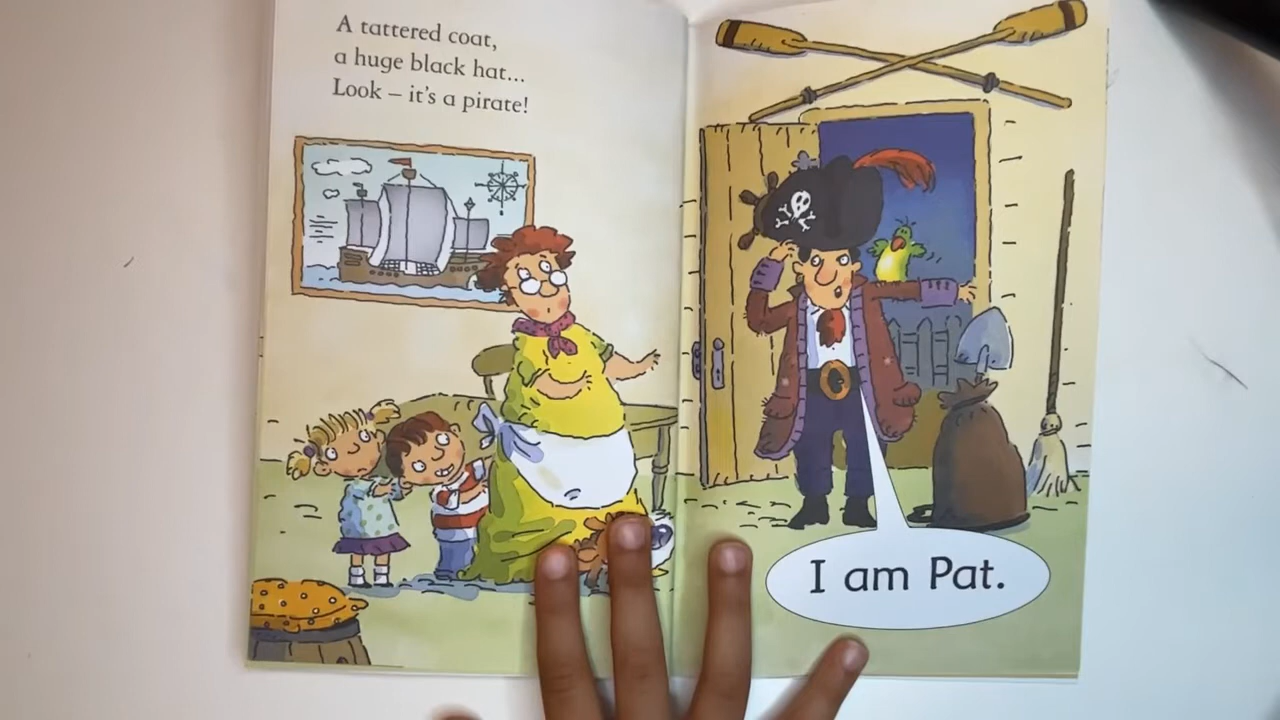 A tattered coat,
a huge black hat...
Look – it's a pirate!
I am Pat.